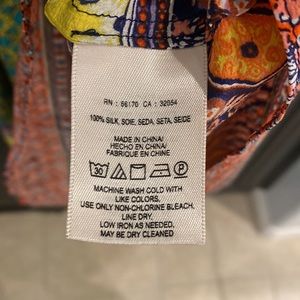 RN : 56170 CA : 32054
100% SILK, SOIE, SEDA, SETA, SEIDE
MADE IN CHINA/
HECHO EN CHINA/
FABRIQUE EN CHINE
30
MACHINE WASH COLD WITH
LIKE COLORS.
USE ONLY NON-CHLORINE BLEACH,
LINE DRY.
LOW IRON AS NEEDED,
MAY BE DRY CLEANED